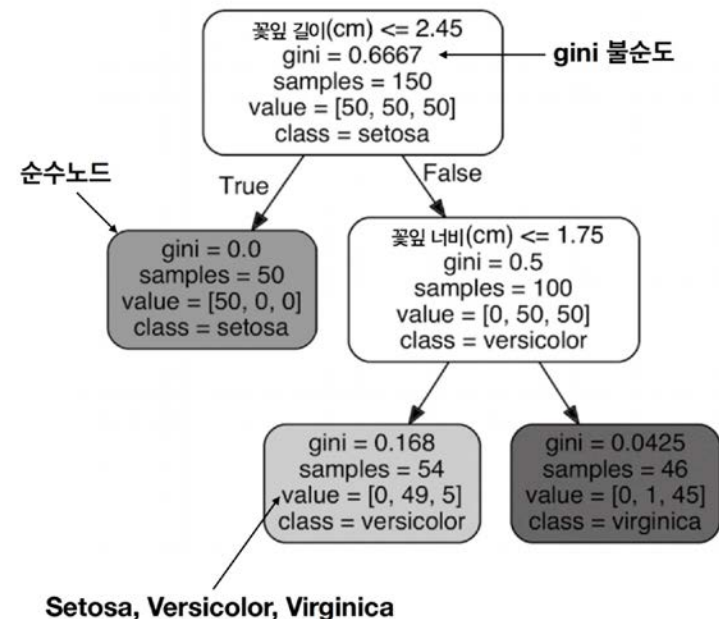 꽃잎 길이(cm) <= 2.45
gini = 0.6667
samples = 150
value = [50, 50, 50]
class = setosa
gini 불순도
순수노드
True
False
gini = 0.0
samples = 50
value = [50, 0, 0]
class = setosa
꽃잎 너비(cm) <= 1.75
gini = 0.5
samples = 100
value = [0, 50, 50]
class = versicolor
gini = 0.168
samples = 54
value = [0, 49, 5]
class = versicolor
gini = 0.0425
samples = 46
value = [0, 1, 45]
class = virginica
Setosa, Versicolor, Virginica